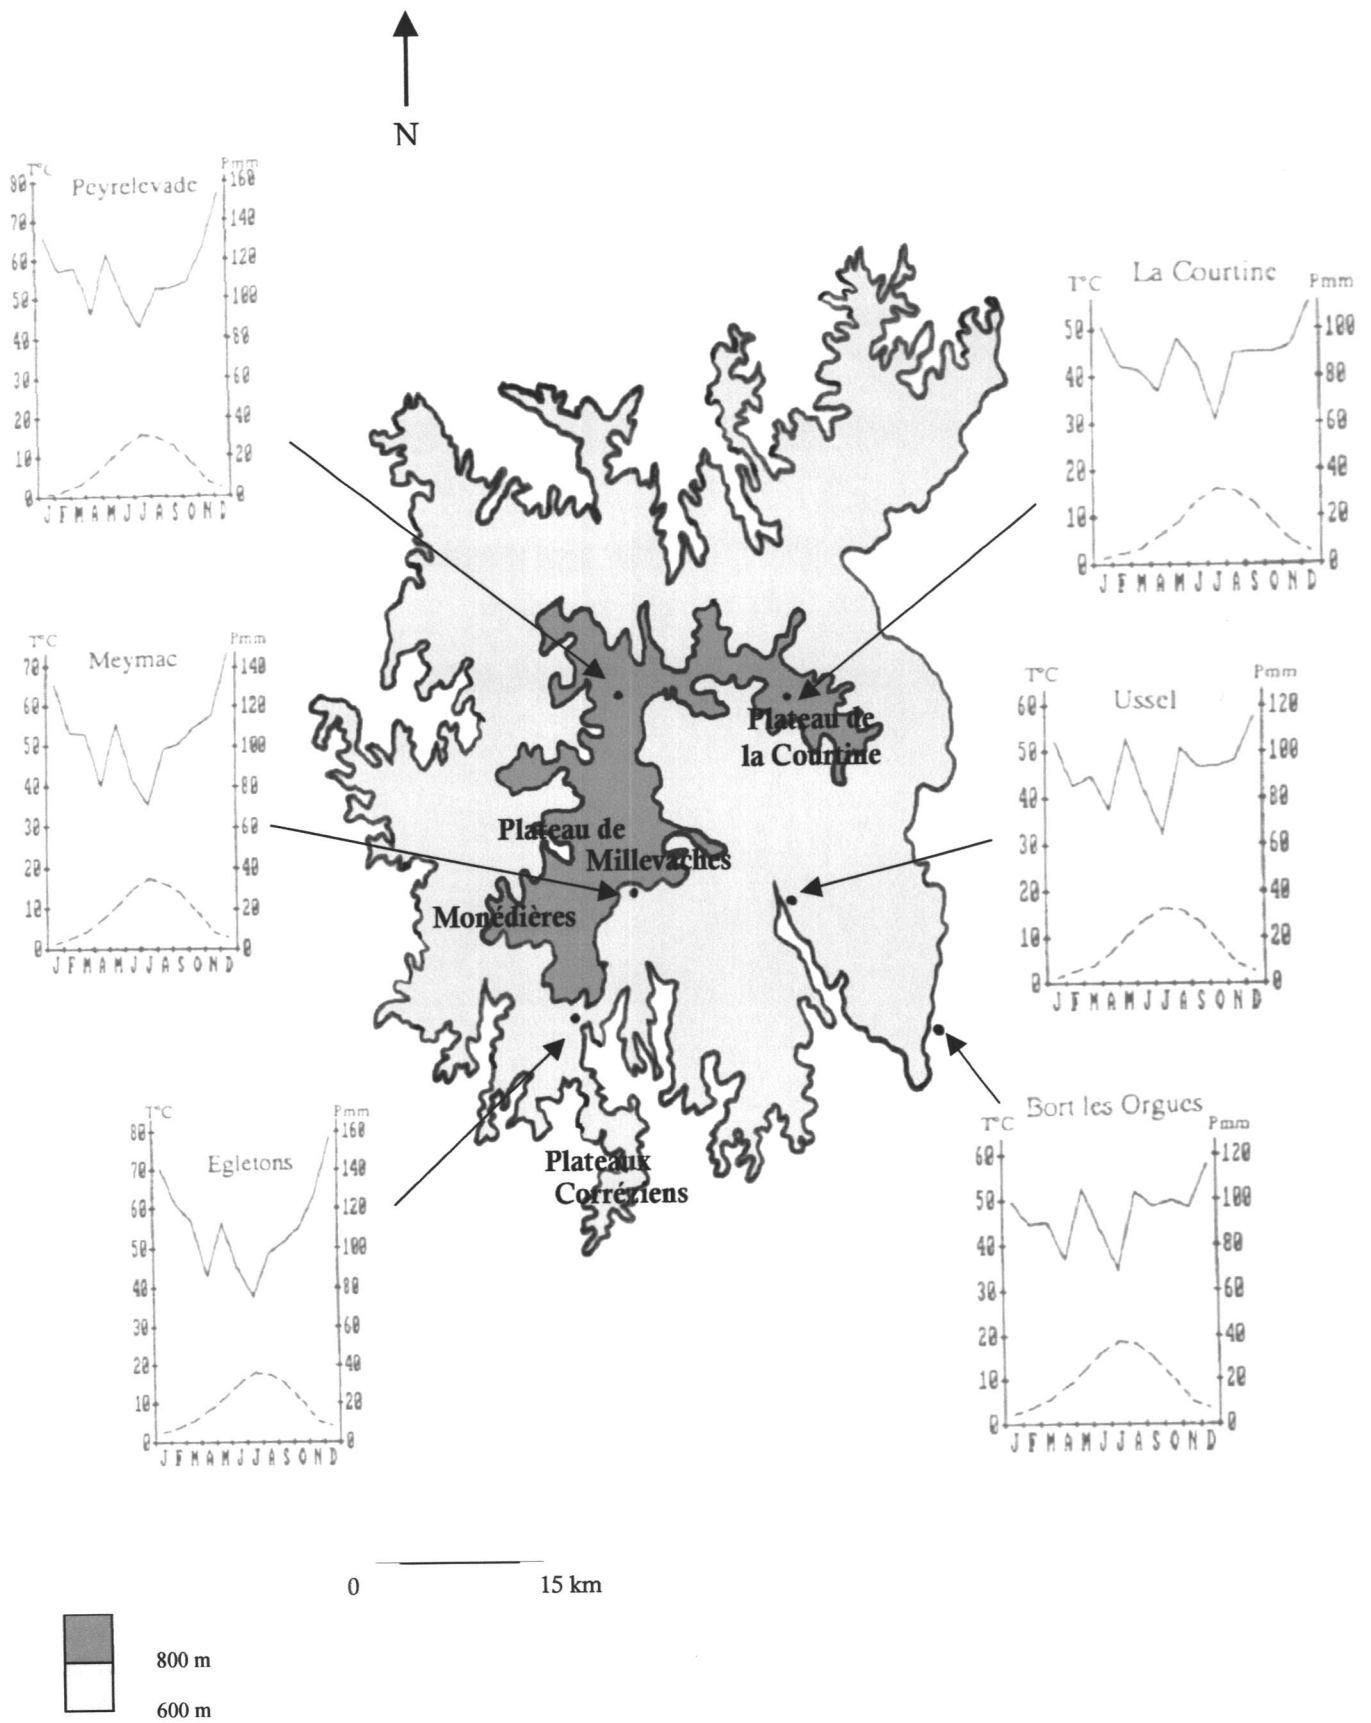 N
Peyrelevade
T°C
Pmm
80
70
60
50
40
30
20
10
0
160
140
120
100
80
60
40
20
0
J F M A M J J A S O N D
La Courtine
T°C
Pmm
50
40
30
20
10
0
100
80
60
40
20
0
J F M A M J J A S O N D
Meymac
T°C
Pmm
70
60
50
40
30
20
10
0
140
120
100
80
60
40
20
0
J F M A M J J A S O N D
Ussel
T°C
Pmm
60
50
40
30
20
10
0
120
100
80
60
40
20
0
J F M A M J J A S O N D
Plateau de
la Courtine
Plateau de
Millevaches
Monédières
Plateaux
Corréziens
Egletons
T°C
Pmm
80
70
60
50
40
30
20
10
0
160
140
120
100
80
60
40
20
0
J F M A M J J A S O N D
Bort les Orgues
T°C
Pmm
60
50
40
30
20
10
0
120
100
80
60
40
20
0
J F M A M J J A S O N D
0 15 km
800 m
600 m